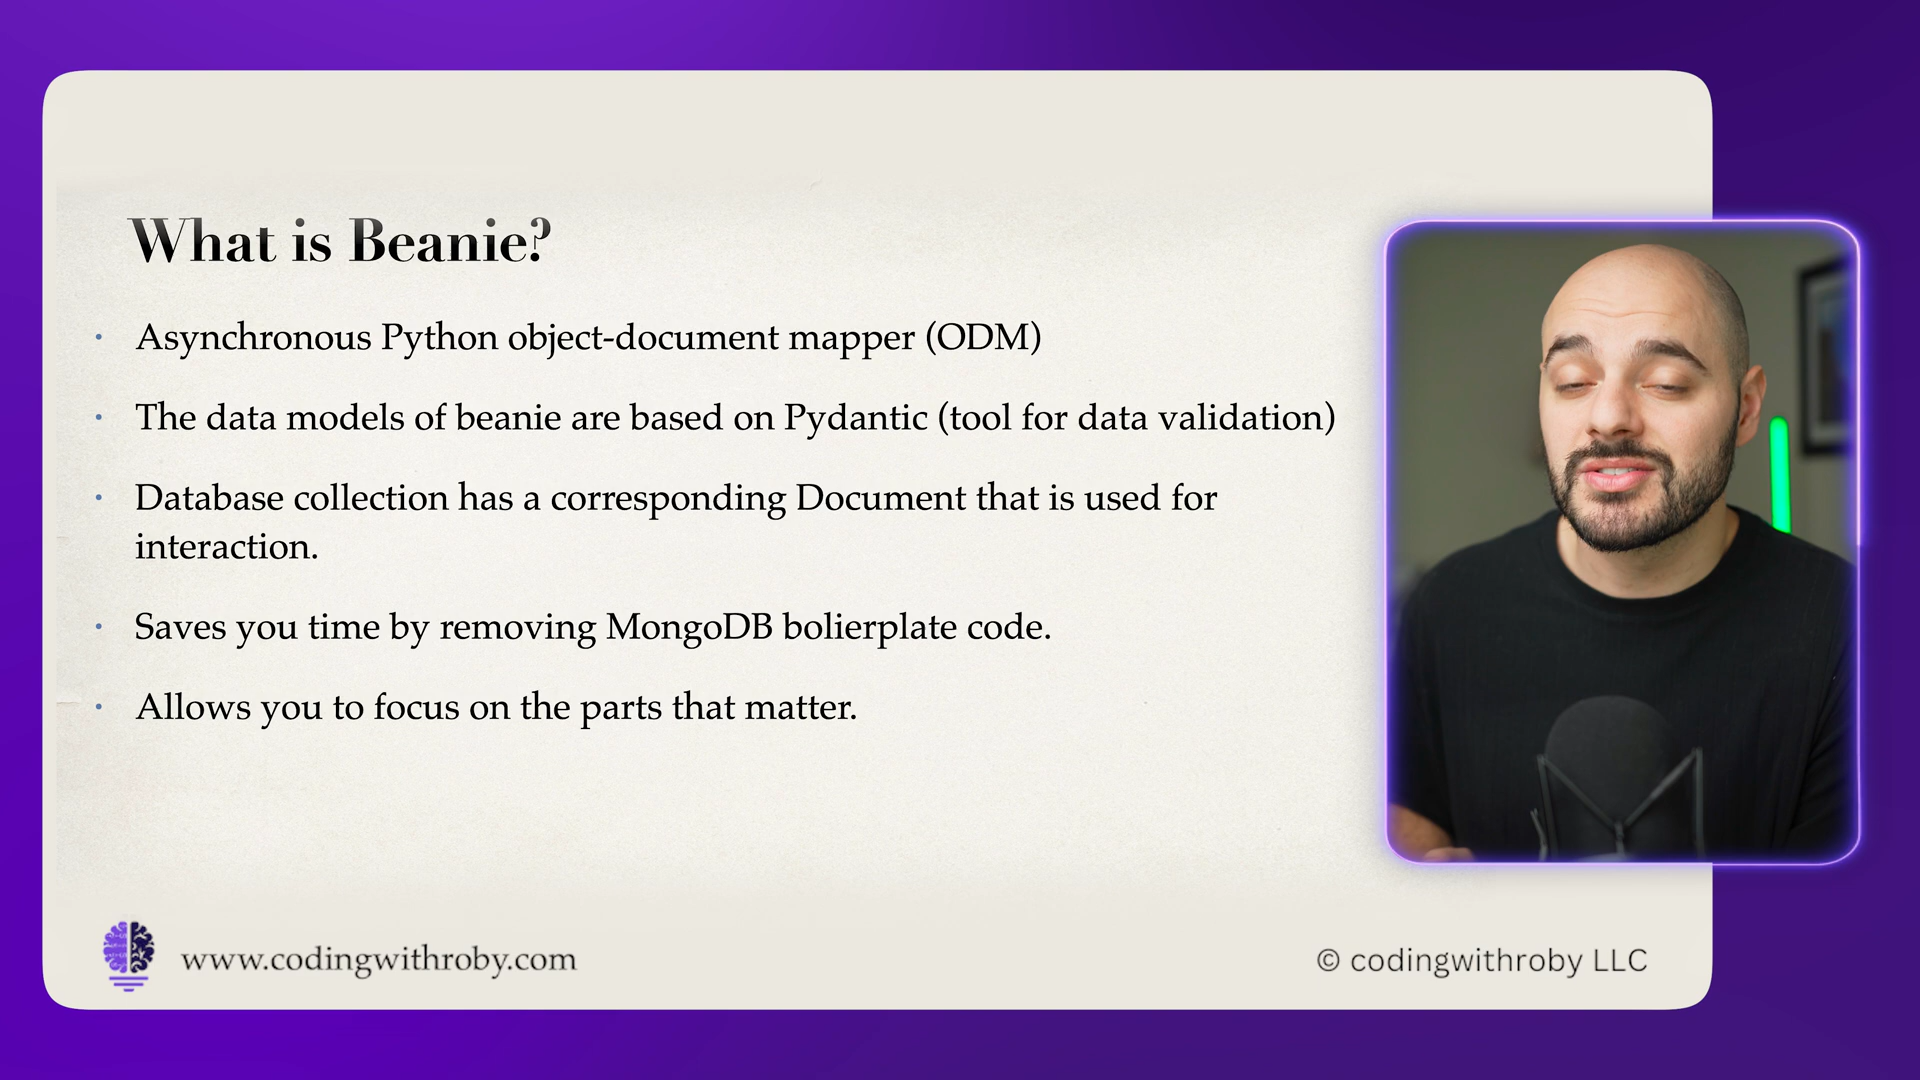 What is Beanie?
Asynchronous Python object-document mapper (ODM)
The data models of beanie are based on Pydantic (tool for data validation)
Database collection has a corresponding Document that is used for
interaction.
Saves you time by removing MongoDB bolierplate code.
Allows you to focus on the parts that matter.
www.codingwithroby.com
© codingwithroby LLC